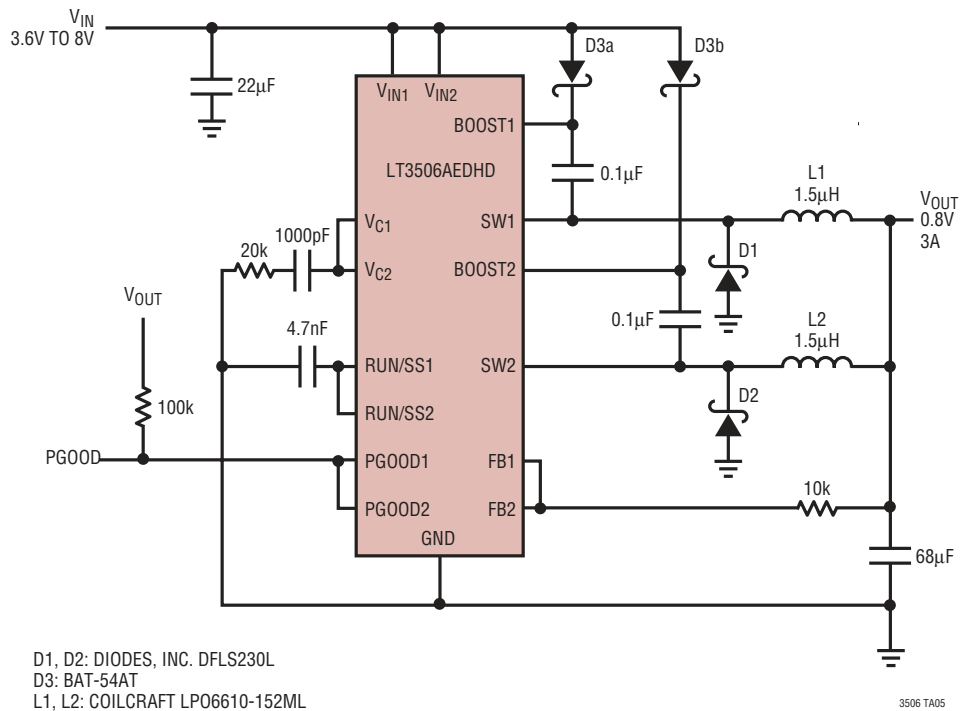 VIN
3.6V TO 8V
22µF
D3a
D3b
VIN1 VIN2
BOOST1
LT3506AEDHD
0.1µF
L1
1.5µH
VOUT
0.8V
3A
VC1
SW1
1000pF
20k
D1
VC2
BOOST2
VOUT
0.1µF
4.7nF
L2
1.5µH
RUN/SS1
SW2
D2
100k
RUN/SS2
PGOOD
PGOOD1
FB1
10k
PGOOD2
FB2
GND
68µF
D1, D2: DIODES, INC. DFLS230L
D3: BAT-54AT
L1, L2: COILCRAFT LPO6610-152ML
3506 TA05